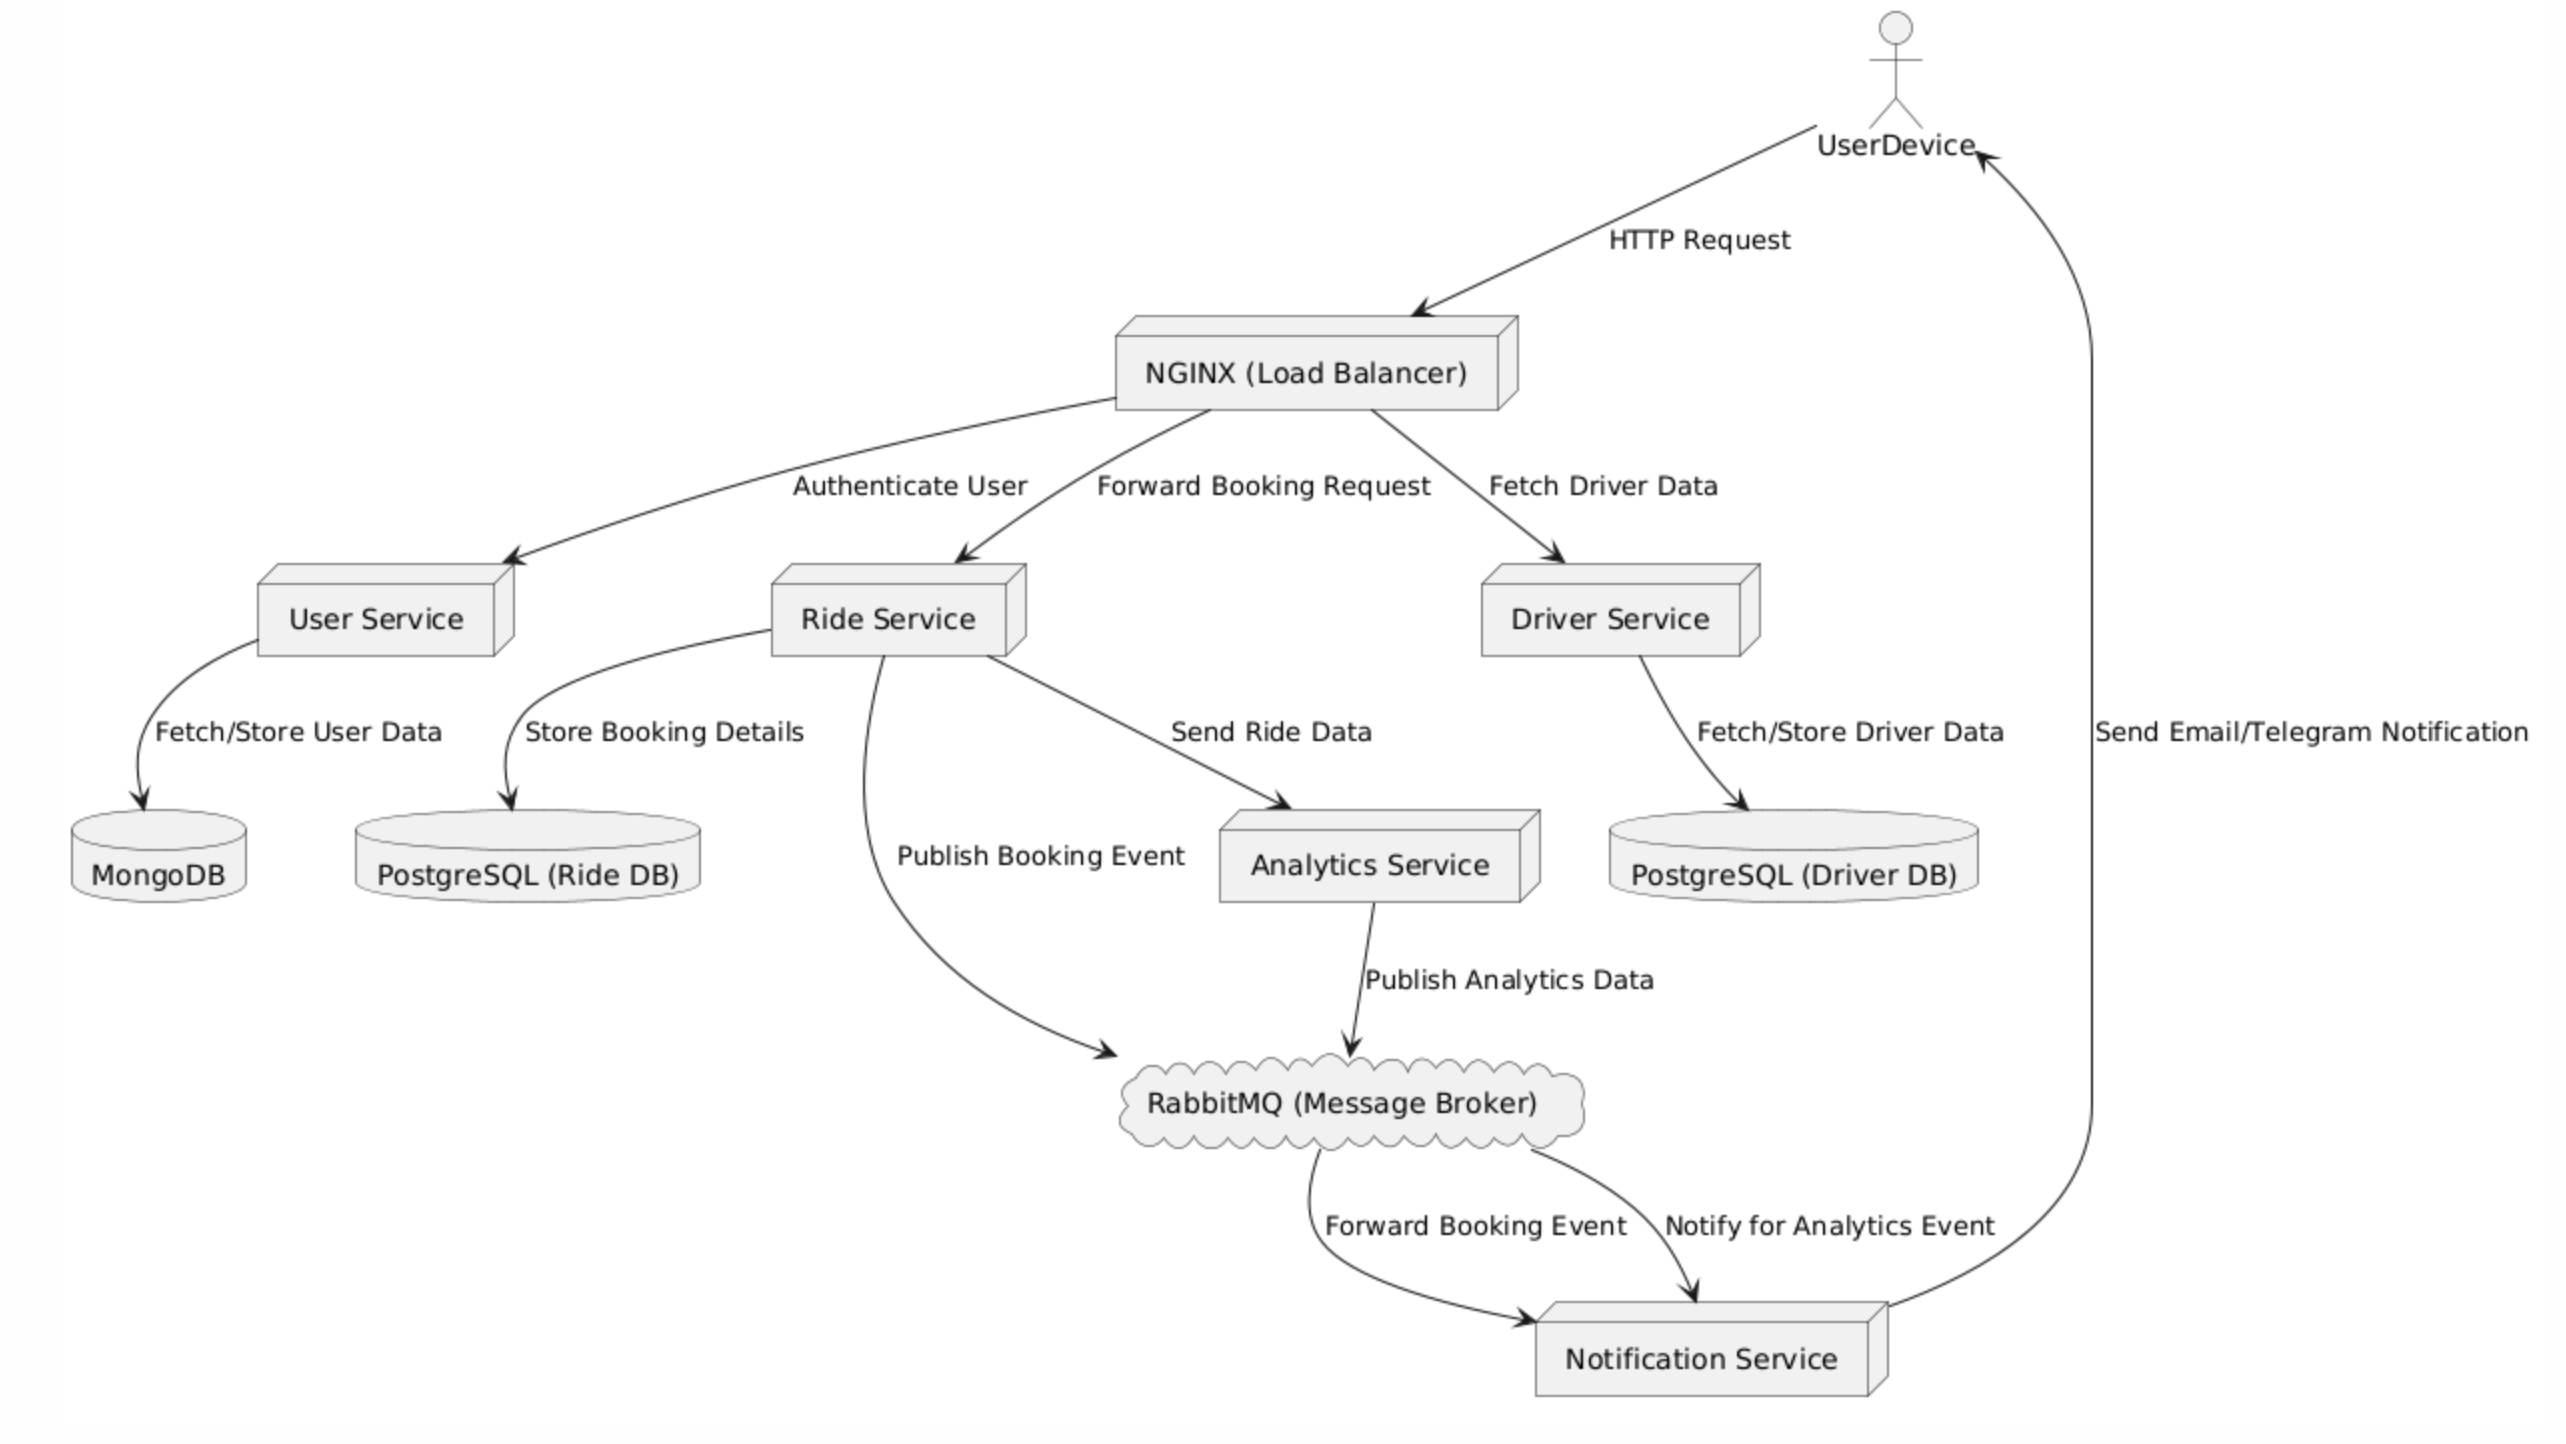 UserDevice
HTTP Request
NGINX (Load Balancer)
Authenticate User
Forward Booking Request
Fetch Driver Data
User Service
Ride Service
Driver Service
Fetch/Store User Data
Store Booking Details
Send Ride Data
Fetch/Store Driver Data
Send Email/Telegram Notification
Publish Booking Event
MongoDB
PostgreSQL (Ride DB)
Analytics Service
PostgreSQL (Driver DB)
Publish Analytics Data
RabbitMQ (Message Broker)
Forward Booking Event
Notify for Analytics Event
Notification Service